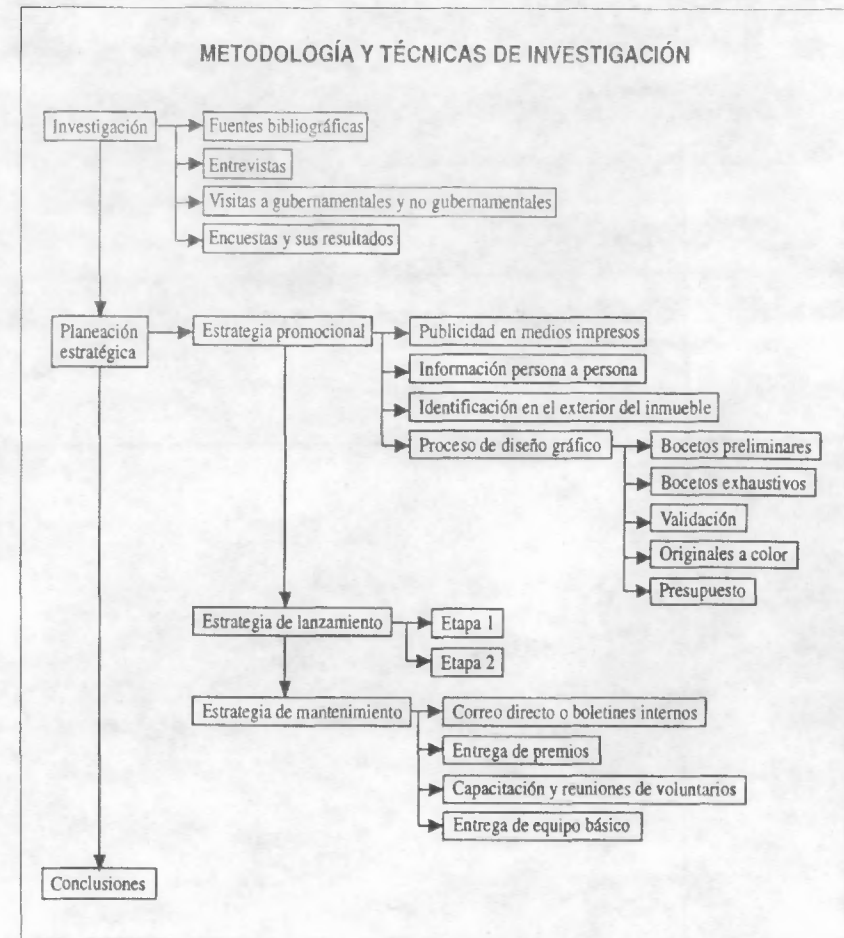 METODOLOGÍA Y TÉCNICAS DE INVESTIGACIÓN
Investigación
Fuentes bibliográficas
Entrevistas
Visitas a gubernamentales y no gubernamentales
Encuestas y sus resultados
Planeación
estratégica
Estrategia promocional
Publicidad en medios impresos
Información persona a persona
Identificación en el exterior del inmueble
Proceso de diseño gráfico
Bocetos preliminares
Bocetos exhaustivos
Validación
Originales a color
Presupuesto
Estrategia de lanzamiento
Etapa 1
Etapa 2
Estrategia de mantenimiento
Correo directo o boletines internos
Entrega de premios
Capacitación y reuniones de voluntarios
Entrega de equipo básico
Conclusiones